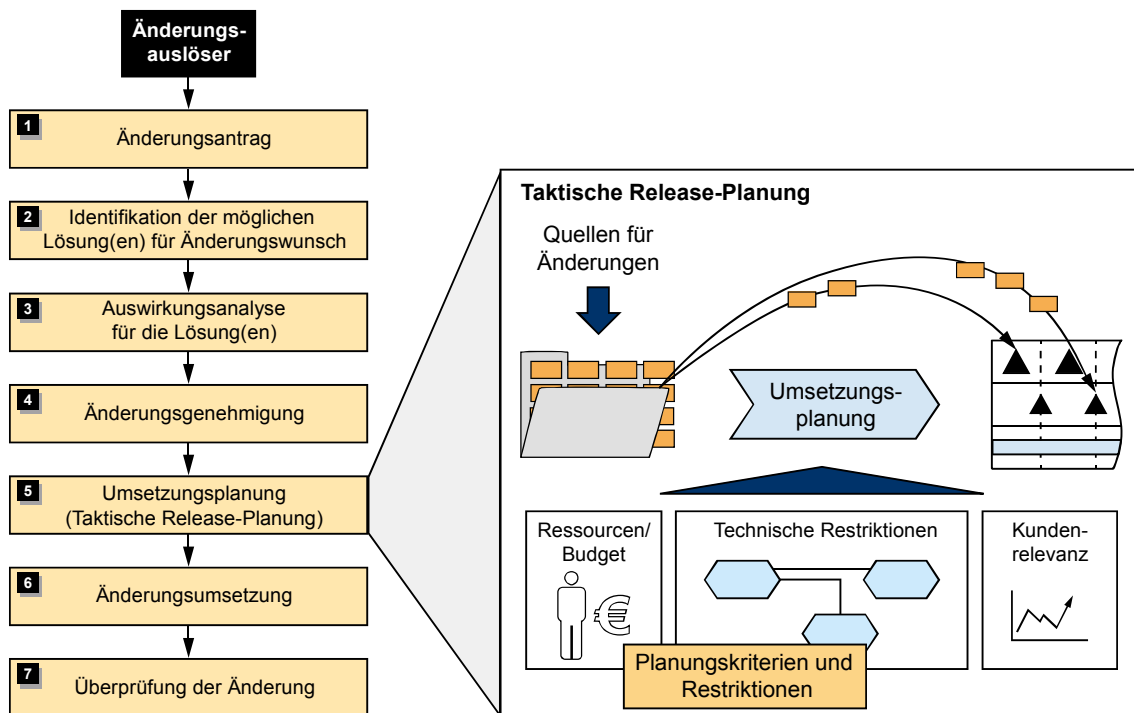 Änderungs-
auslöser
1
Änderungsantrag
2
Identifikation der möglichen
Lösung(en) für Änderungswunsch
3
Auswirkungsanalyse
für die Lösung(en)
4
Änderungsgenehmigung
5
Umsetzungsplanung
(Taktische Release-Planung)
6
Änderungsumsetzung
7
Überprüfung der Änderung
Taktische Release-Planung
Quellen für
Änderungen
Umsetzungs-
planung
Ressourcen/
Budget
€
Technische Restriktionen
Kunden-
relevanz
Planungskriterien und
Restriktionen